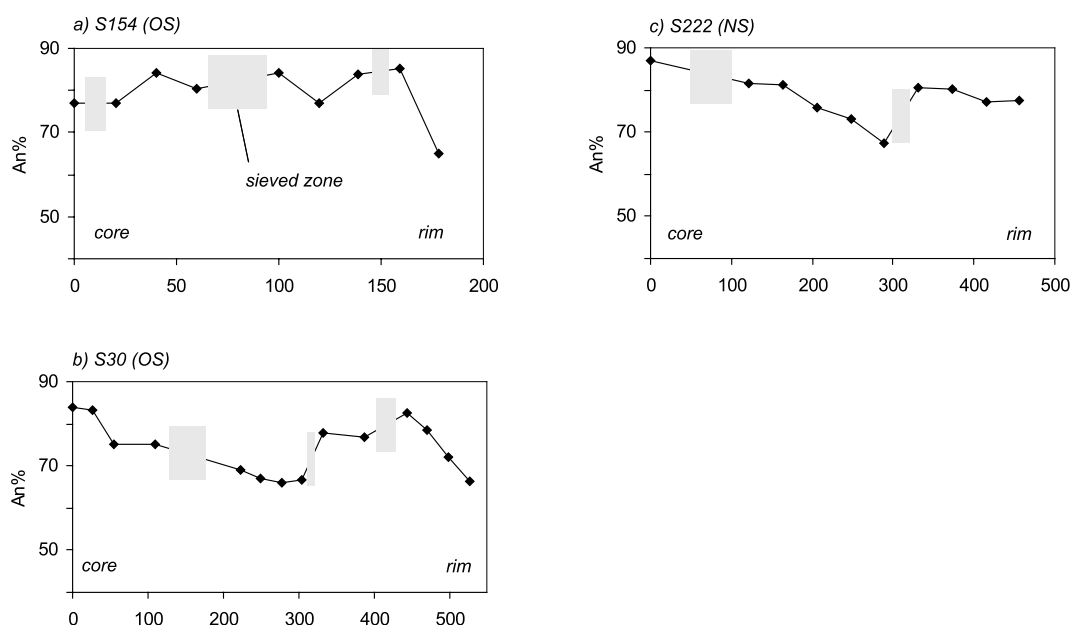 a) S154 (OS)
90
70
50
An%
sieved zone
core
rim
0 50 100 150 200
c) S222 (NS)
90
70
50
An%
core
rim
0 100 200 300 400 500
b) S30 (OS)
90
70
50
An%
core
rim
0 100 200 300 400 500